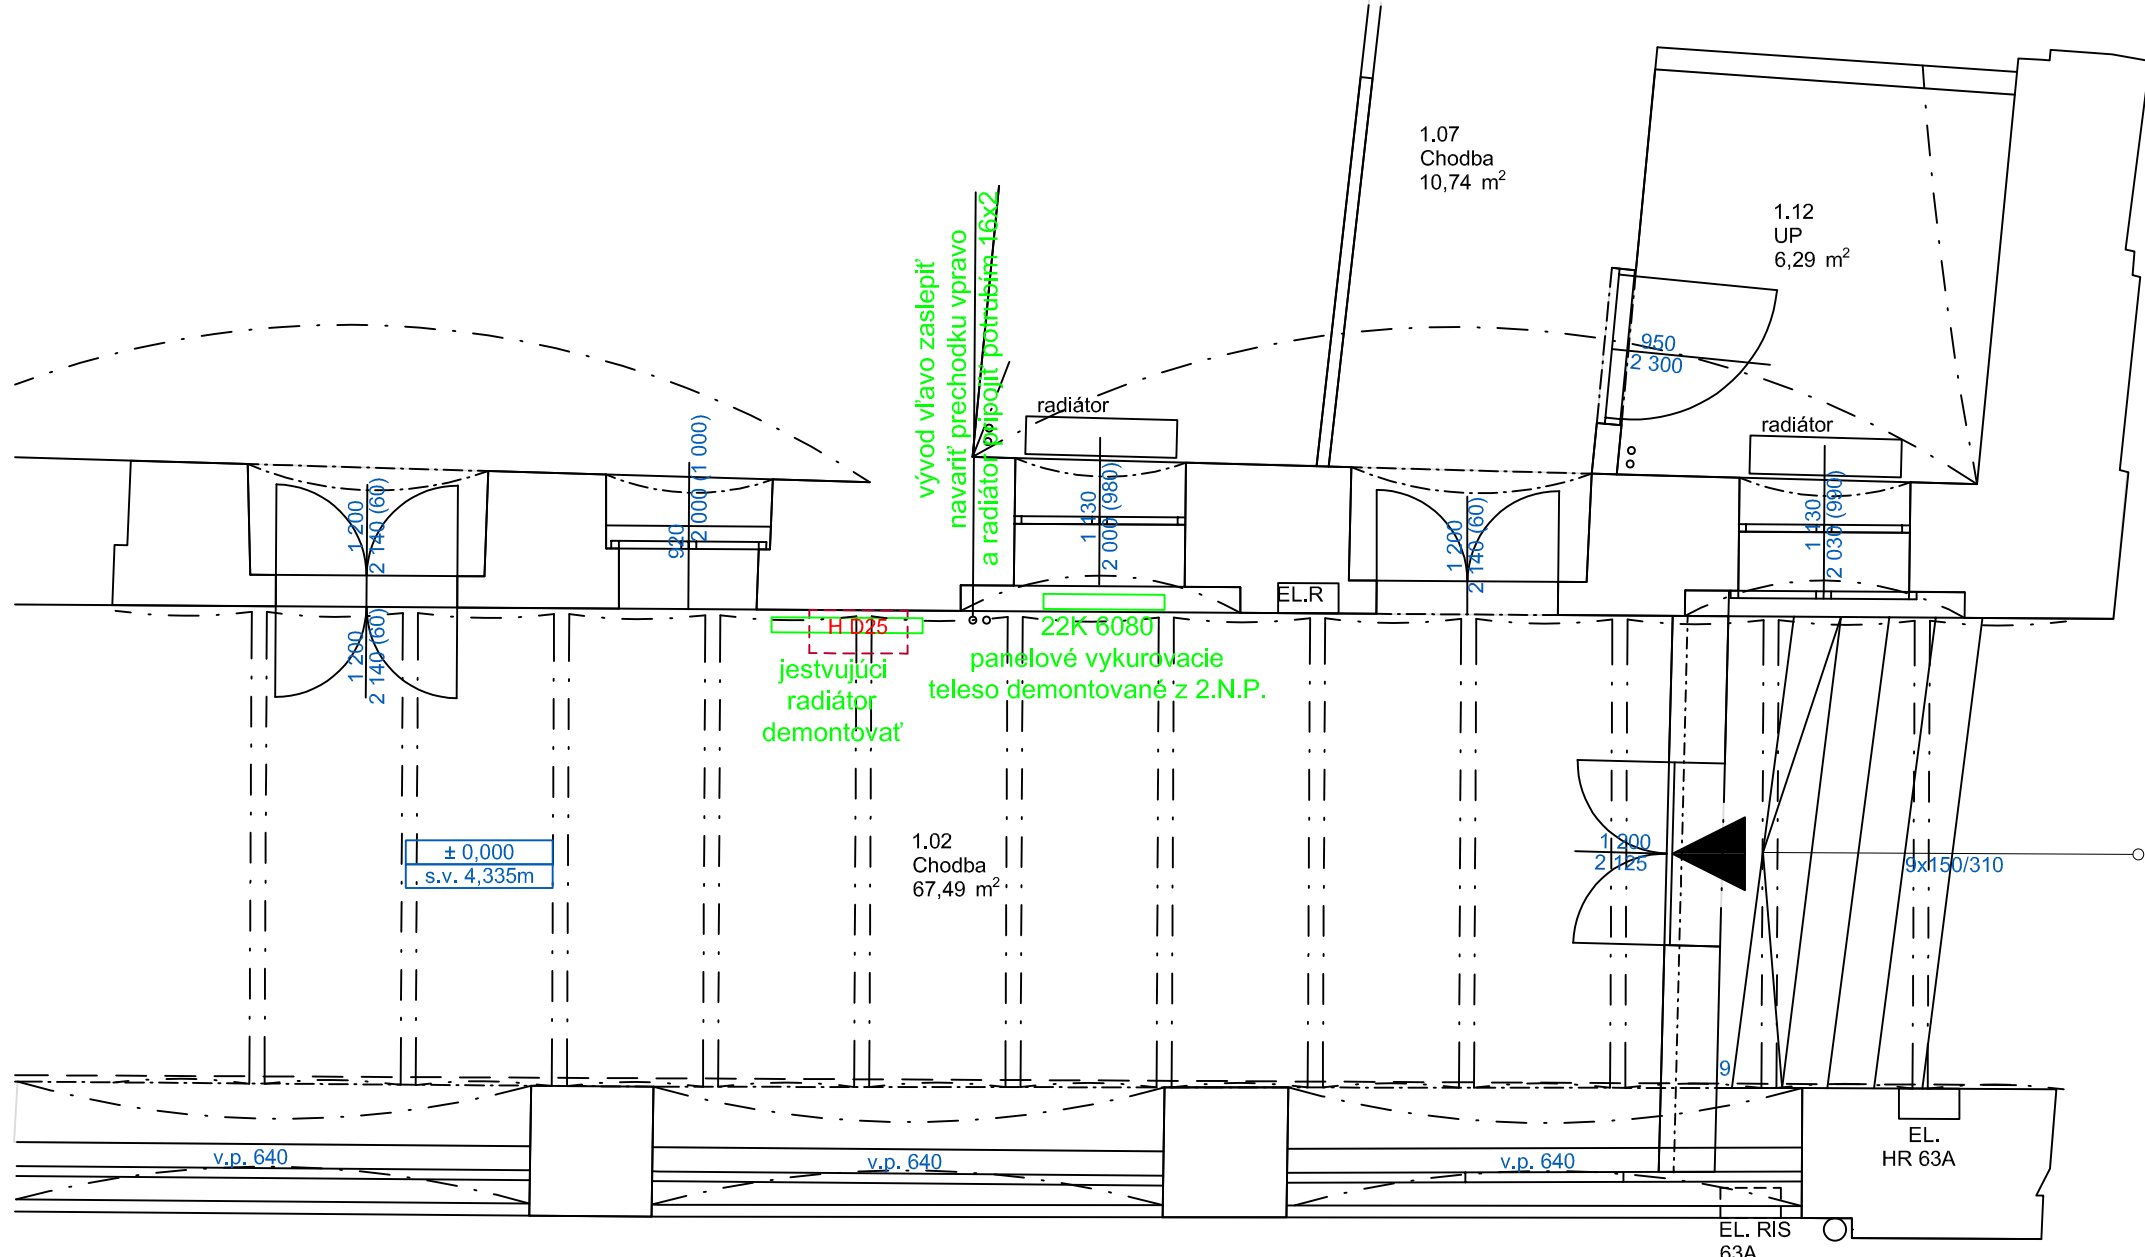 1.07
Chodba
10,74 m²
1.12
UP
6,29 m²
950
2 300
vývod vľavo zaslepiť
navariť prechodku vpravo
a radiátor pripojiť potrubím 16x2
radiátor
radiátor
1 200
2 140 (60)
920
2 000 (1 000)
1 130
2 000 (980)
1 200
2 140 (60)
1 130
2 030 (990)
EL.R
1 200
2 140 (60)
H D25
22K 6080
jestvujúci
radiátor
demontovať
panelové vykurovacie
teleso demontované z 2.N.P.
± 0,000
s.v. 4,335m
1.02
Chodba
67,49 m²
1 200
2 125
9x150/310
9
v.p. 640
v.p. 640
v.p. 640
EL.
HR 63A
EL. RIS
63A